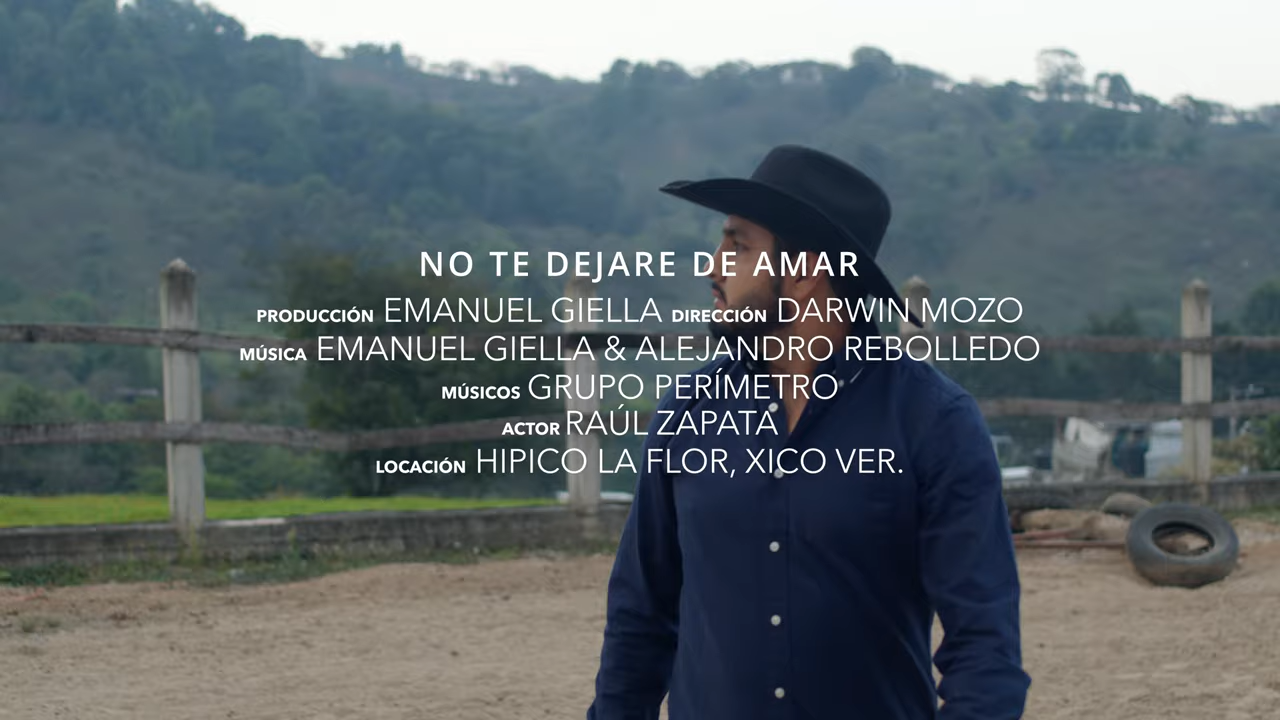 NO TE DEJARE DE AMAR
PRODUCCIÓN EMANUEL GIELLA DIRECCIÓN DARWIN MOZO
MÚSICA EMANUEL GIELLA & ALEJANDRO REBOLLEDO
MÚSICOS GRUPO PERÍMETRO
ACTOR RAÚL ZAPATA
LOCACIÓN HIPICO LA FLOR, XICO VER.